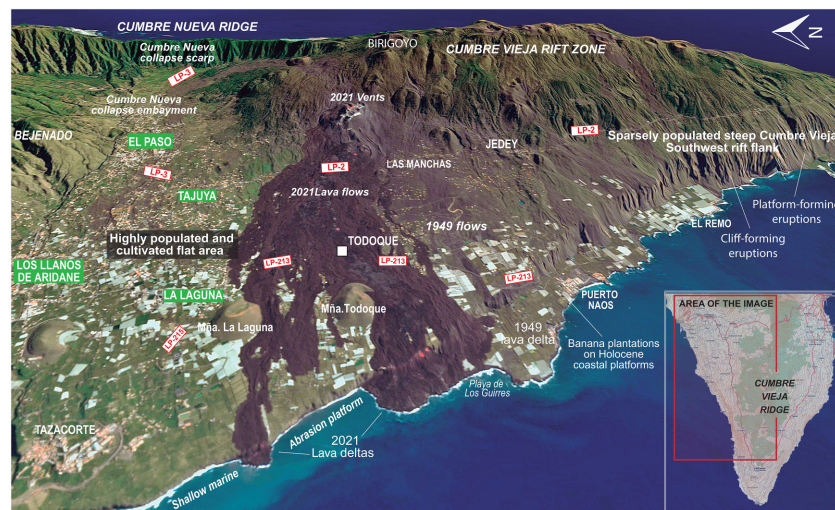 CUMBRE NUEVA RIDGE
Cumbre Nueva
collapse scarp
BIRIGOYO
CUMBRE VIEJA RIFT ZONE
N
LP-3
Cumbre Nueva
collapse embayment
2021 Vents
BEJENADO
EL PASO
LP-2
Sparsely populated steep Cumbre Vieja
Southwest rift flank
JEDEY
LP-2
LAS MANCHAS
LP-3
TAJUYA
2021Lava flows
Platform-forming
eruptions
1949 flows
EL REMO
Cliff-forming
eruptions
Highly populated and
cultivated flat area
TODOQUE
LOS LLANOS
DE ARIDANE
LP-213
LP-213
LP-213
LA LAGUNA
PUERTO
NAOS
AREA OF THE IMAGE
Mña. La Laguna
Mña.Todoque
LP-213
1949
lava delta
Banana plantations
on Holocene
coastal platforms
CUMBRE
VIEJA
RIDGE
Playa de
Los Guirres
TAZACORTE
Abrasion platform
2021
Lava deltas
Shallow marine